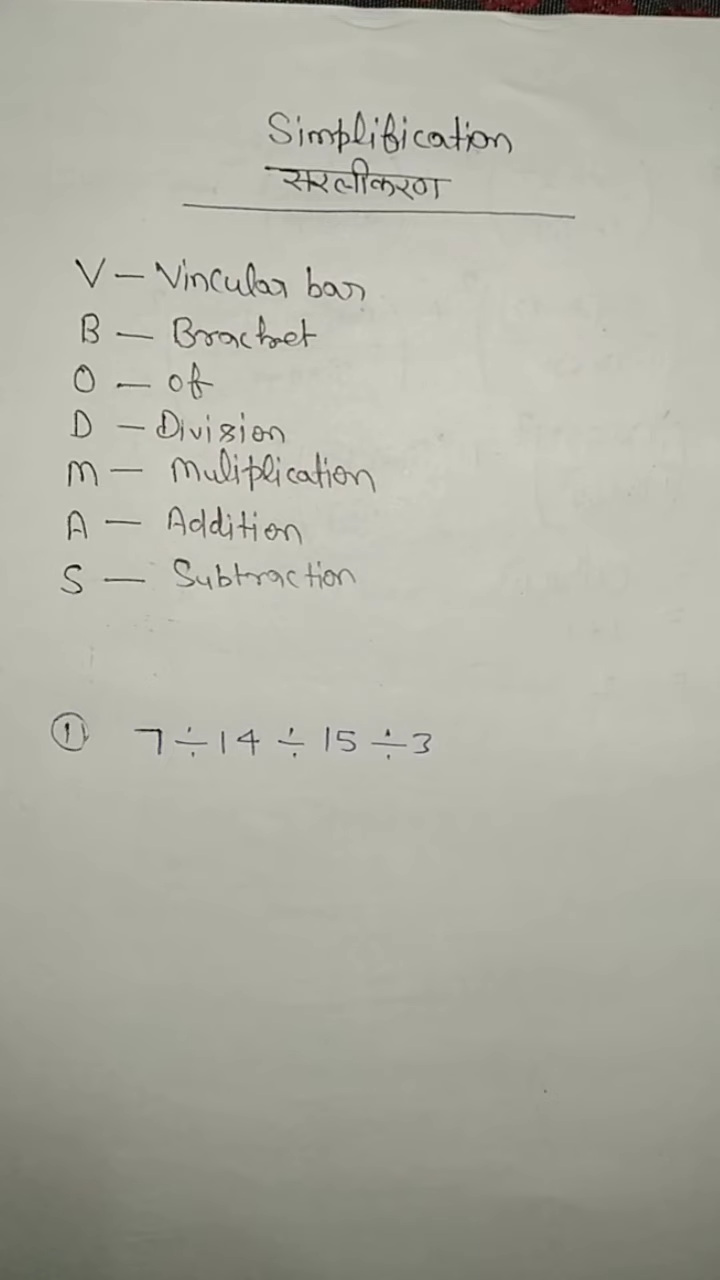 Simplification
सरलीकरण
V — Vincular bar
B — Bracket
O — of
D — Division
M — Muliplication
A — Addition
S — Subtraction
① 7 ÷ 14 ÷ 15 ÷ 3